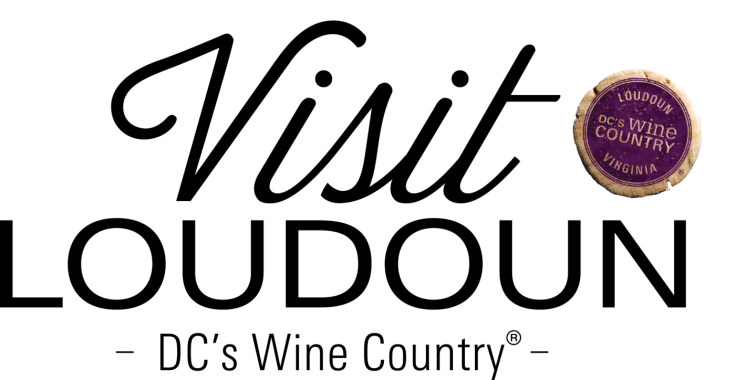 Visit
LOUDOUN
DC's Wine
COUNTRY
VIRGINIA
®
LOUDOUN
- DC's Wine Country® -